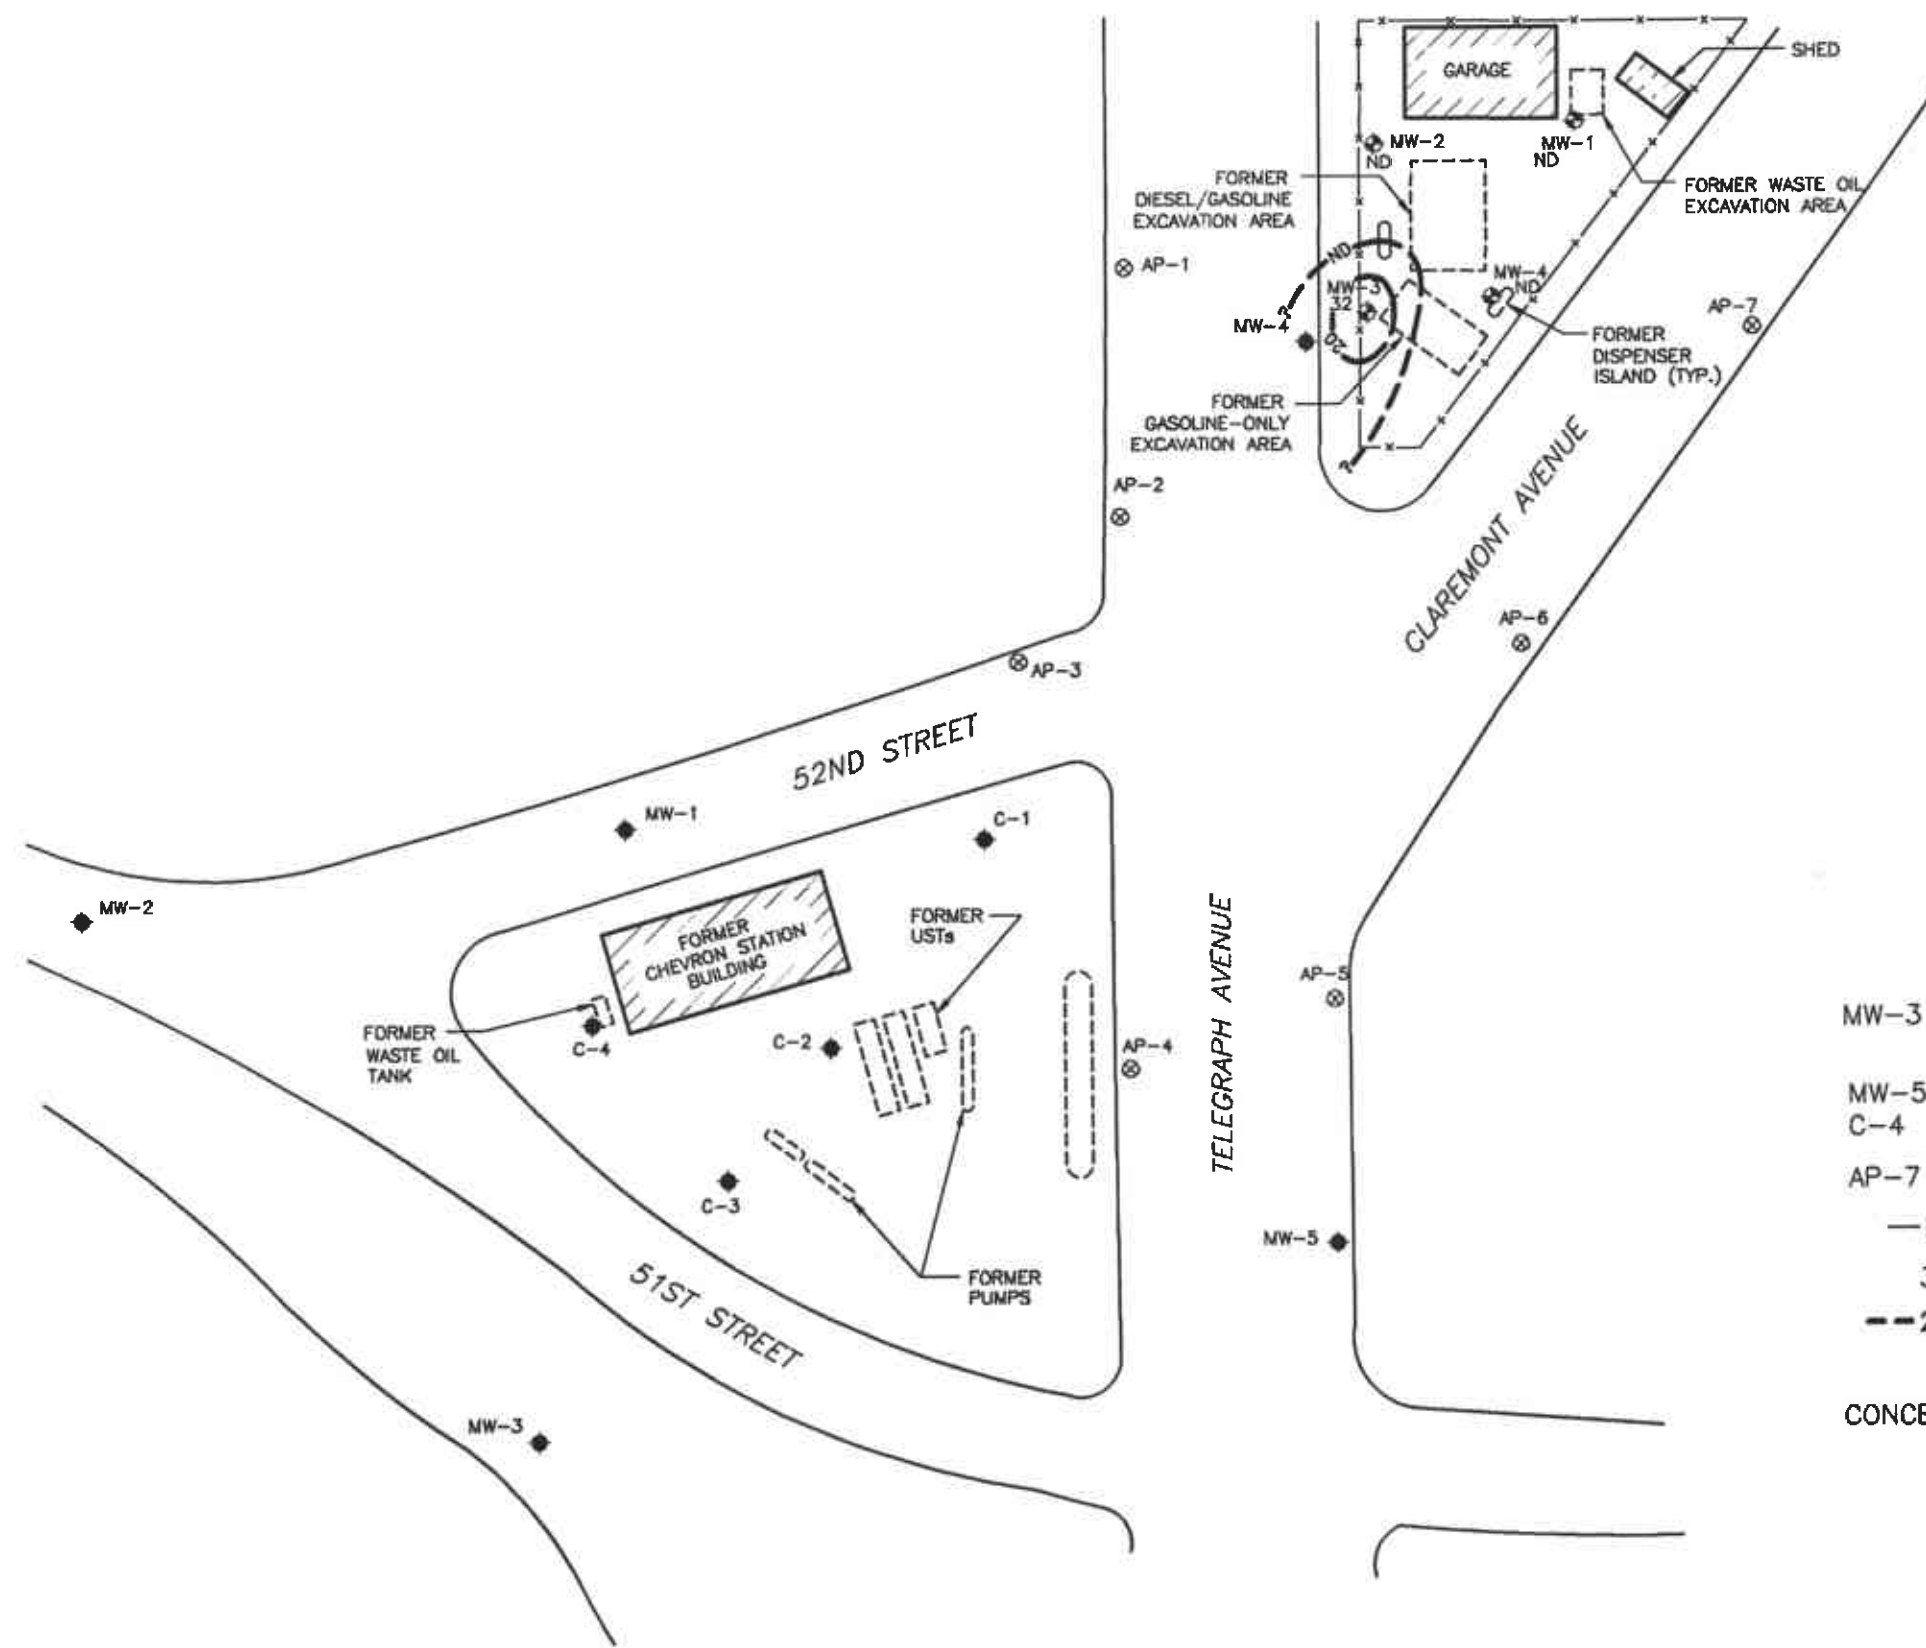 SHED
GARAGE
MW-2
ND
MW-1
ND
FORMER
DIESEL/GASOLINE
EXCAVATION AREA
FORMER WASTE OIL
EXCAVATION AREA
AP-1
ND
MW-3
32
20
?
MW-4
ND
MW-4
AP-7
FORMER
DISPENSER
ISLAND (TYP.)
FORMER
GASOLINE-ONLY
EXCAVATION AREA
?
CLAREMONT AVENUE
AP-2
AP-6
AP-3
52ND STREET
MW-1
C-1
MW-2
FORMER
USTs
FORMER
CHEVRON STATION
BUILDING
TELEGRAPH AVENUE
AP-5
FORMER
WASTE OIL
TANK
C-4
C-2
AP-4
C-3
MW-5
FORMER
PUMPS
51ST STREET
MW-3
MW-3
MW-5
C-4
AP-7